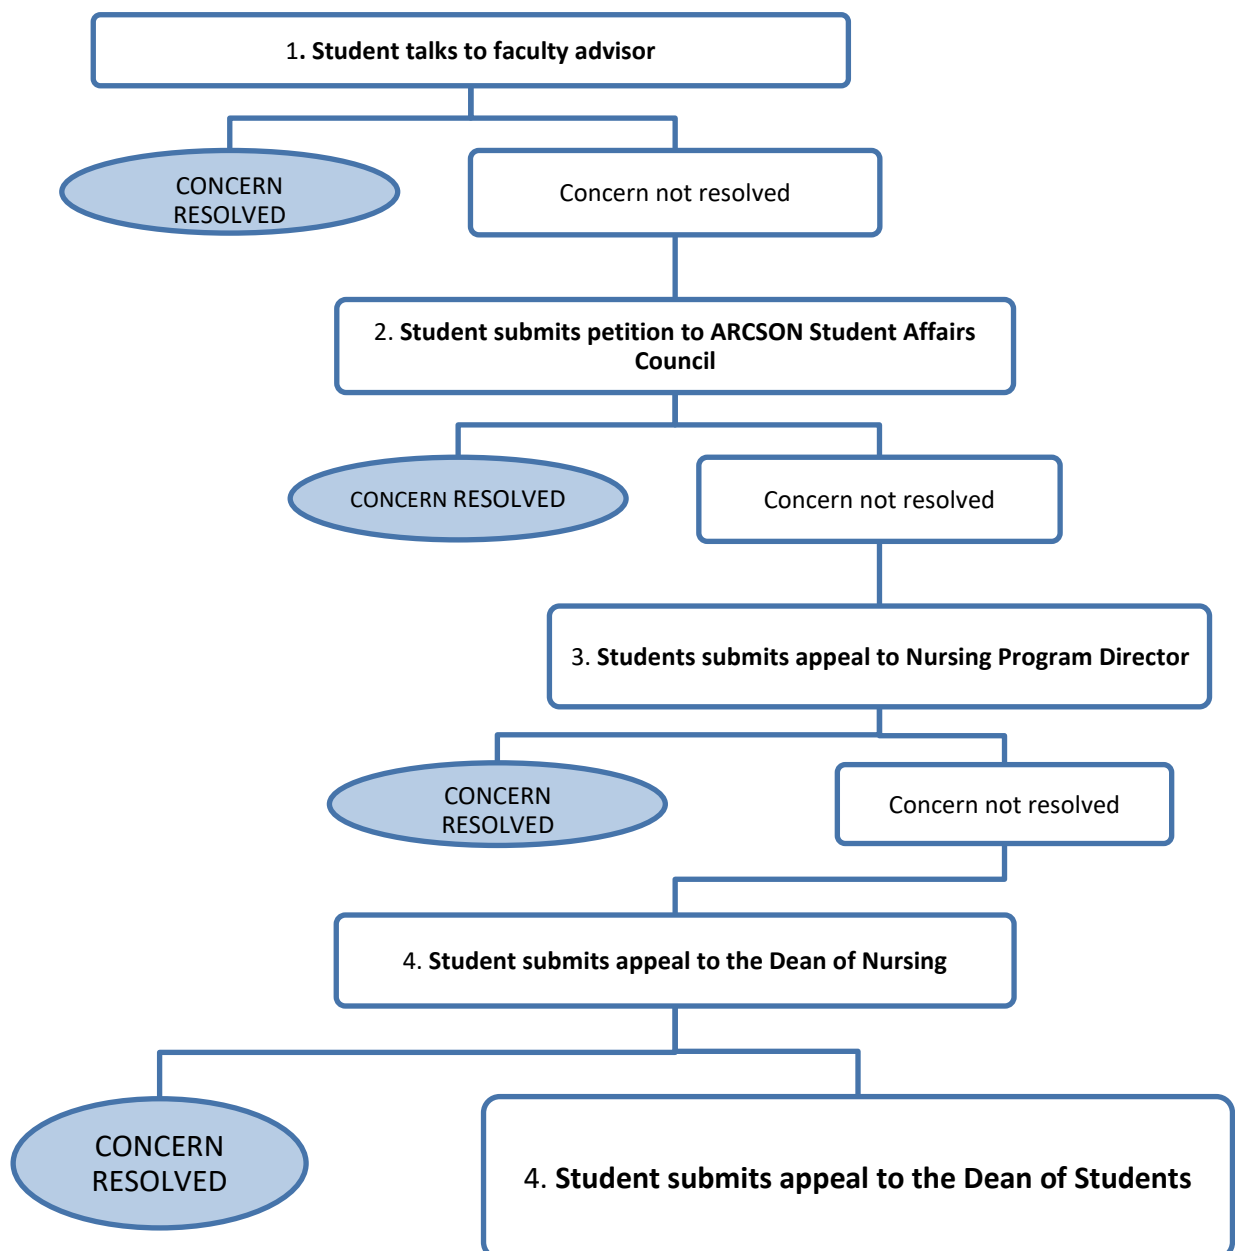 1. Student talks to faculty advisor
CONCERN
RESOLVED
Concern not resolved
2. Student submits petition to ARCSON Student Affairs
Council
CONCERN RESOLVED
Concern not resolved
3. Students submits appeal to Nursing Program Director
CONCERN
RESOLVED
Concern not resolved
4. Student submits appeal to the Dean of Nursing
CONCERN
RESOLVED
4. Student submits appeal to the Dean of Students